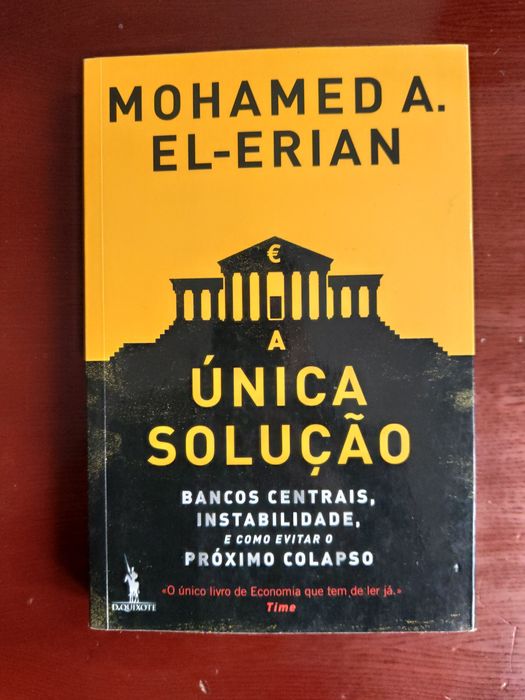 MOHAMED A.
EL-ERIAN
€
A
ÚNICA
SOLUÇÃO
BANCOS CENTRAIS,
INSTABILIDADE,
E COMO EVITAR O
PRÓXIMO COLAPSO
«O único livro de Economia que tem de ler já.»
Time
D.QUIXOTE